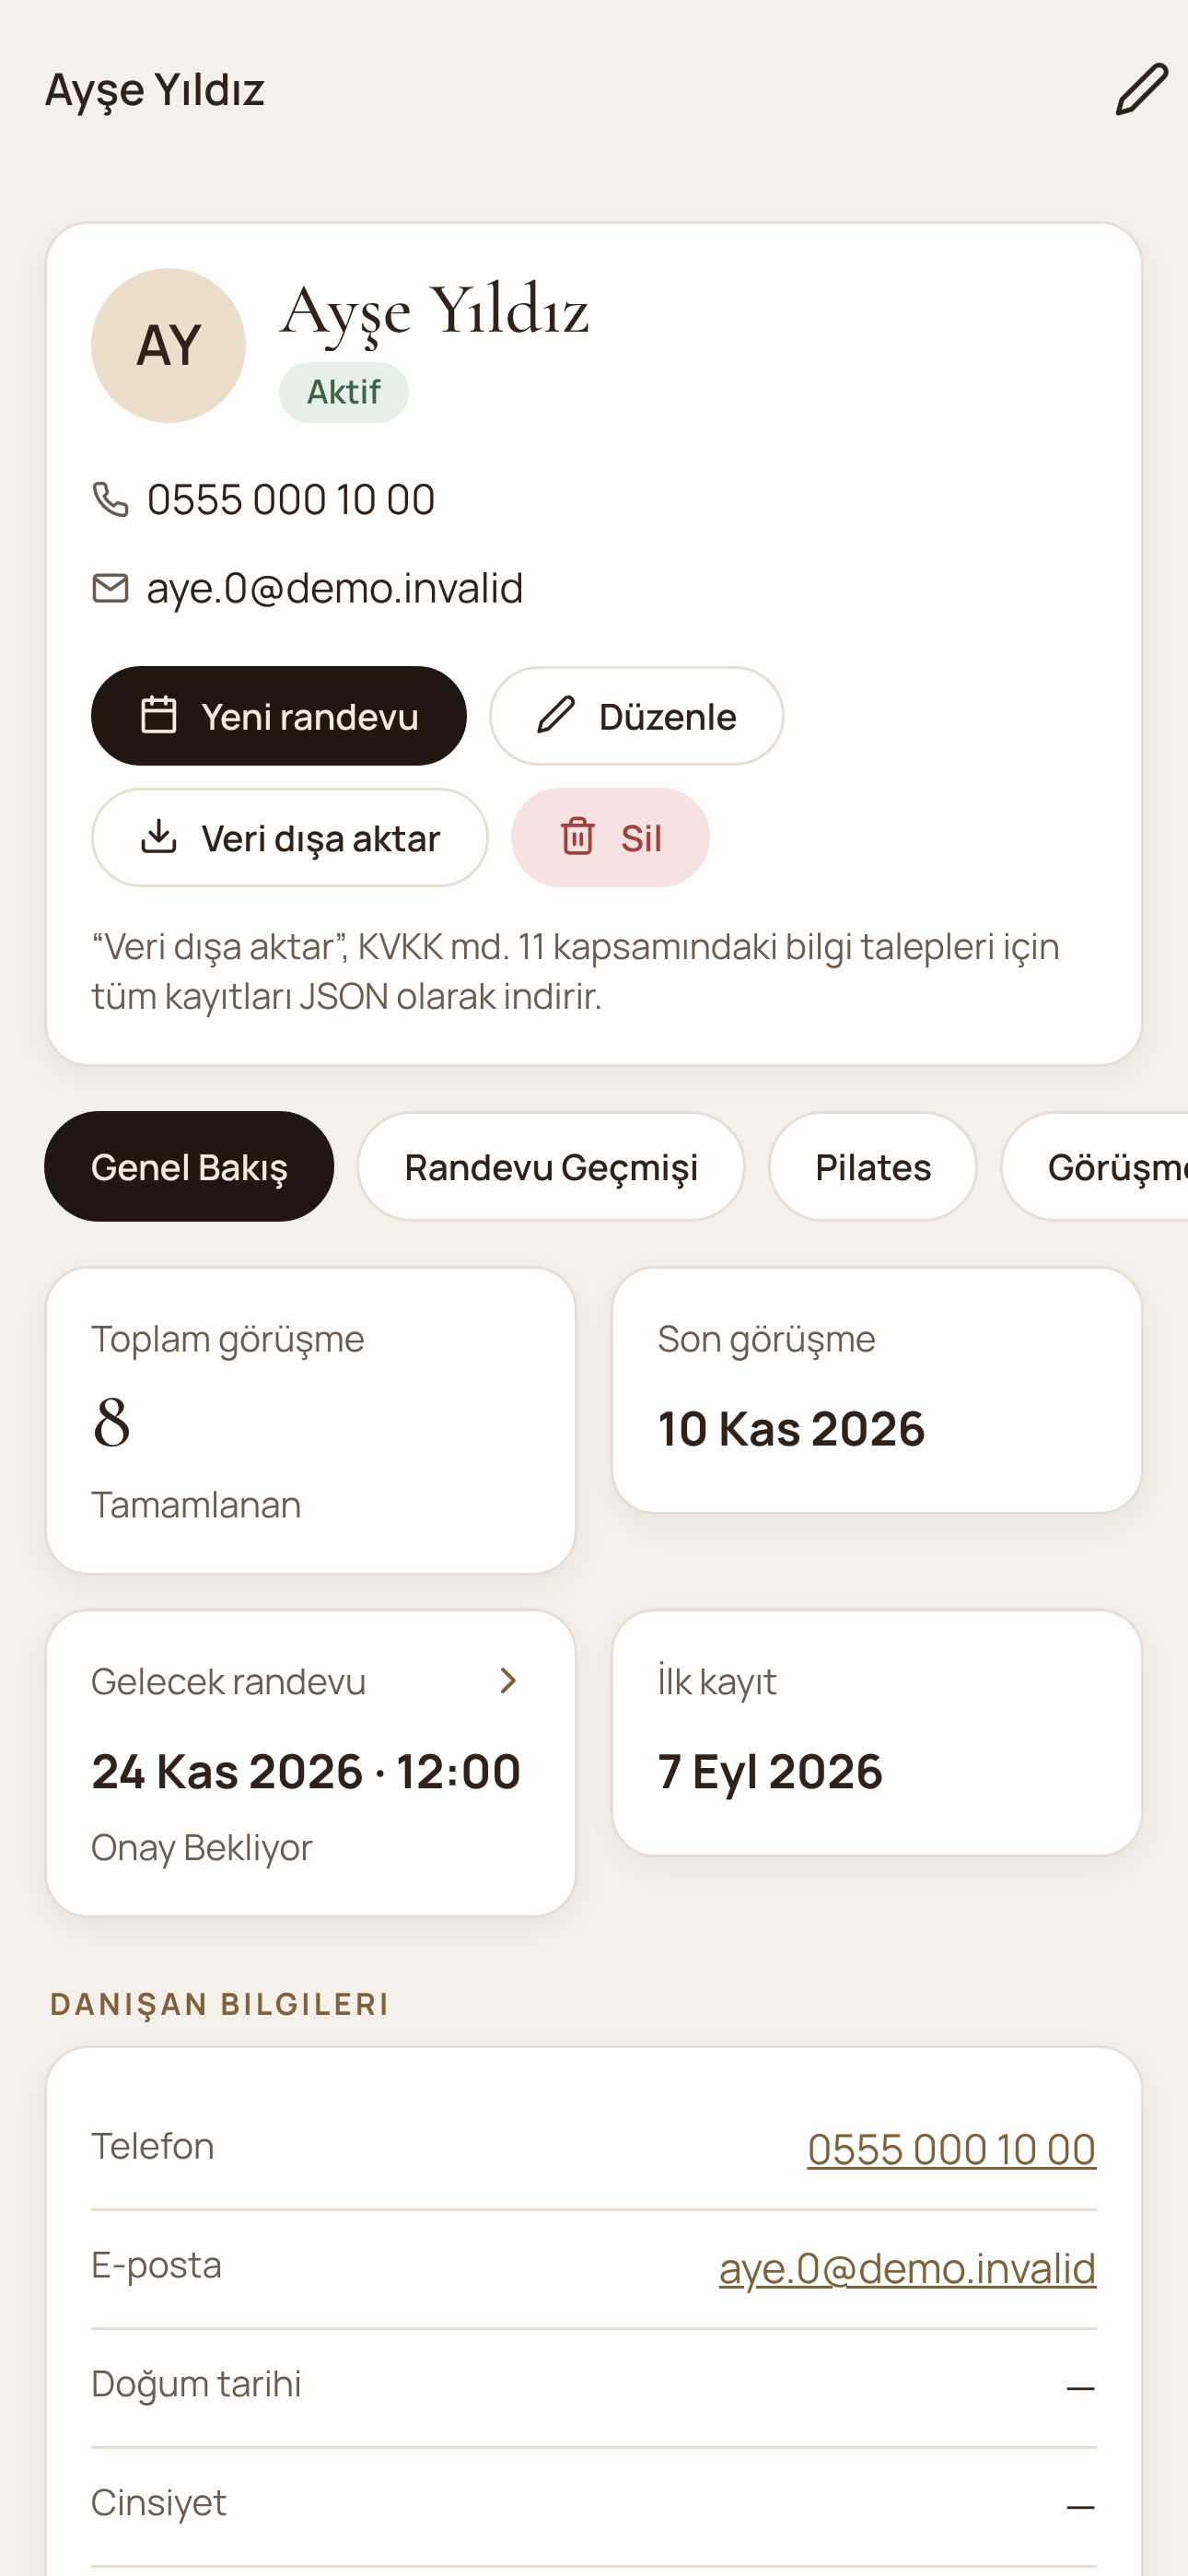 Ayşe Yıldız
AY
Ayşe Yıldız
Aktif
0555 000 10 00
aye.0@demo.invalid
Yeni randevu
Düzenle
Veri dışa aktar
Sil
“Veri dışa aktar”, KVKK md. 11 kapsamındaki bilgi talepleri için
tüm kayıtları JSON olarak indirir.
Genel Bakış
Randevu Geçmişi
Pilates
Görüşme
Toplam görüşme
8
Tamamlanan
Son görüşme
10 Kas 2026
Gelecek randevu
24 Kas 2026 · 12:00
Onay Bekliyor
İlk kayıt
7 Eyl 2026
DANIŞAN BILGILERI
Telefon
0555 000 10 00
E-posta
aye.0@demo.invalid
Doğum tarihi
—
Cinsiyet
—